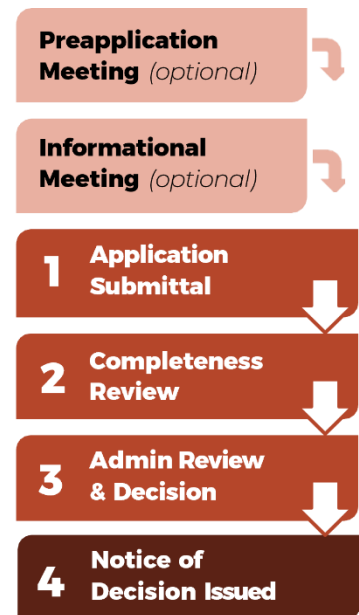 Preapplication
Meeting (optional)
Informational
Meeting (optional)
1 Application
Submittal
2 Completeness
Review
3 Admin Review
& Decision
4 Notice of
Decision Issued